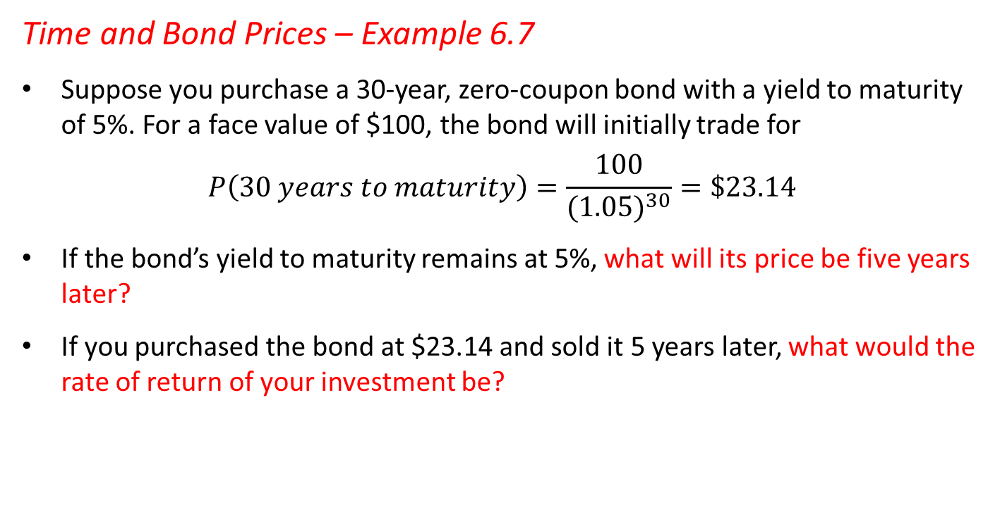 Time and Bond Prices – Example 6.7
• Suppose you purchase a 30-year, zero-coupon bond with a yield to maturity
of 5%. For a face value of $100, the bond will initially trade for
P(30 years to maturity) = 100/(1.05)^30 = $23.14
• If the bond’s yield to maturity remains at 5%, what will its price be five years
later?
• If you purchased the bond at $23.14 and sold it 5 years later, what would the
rate of return of your investment be?